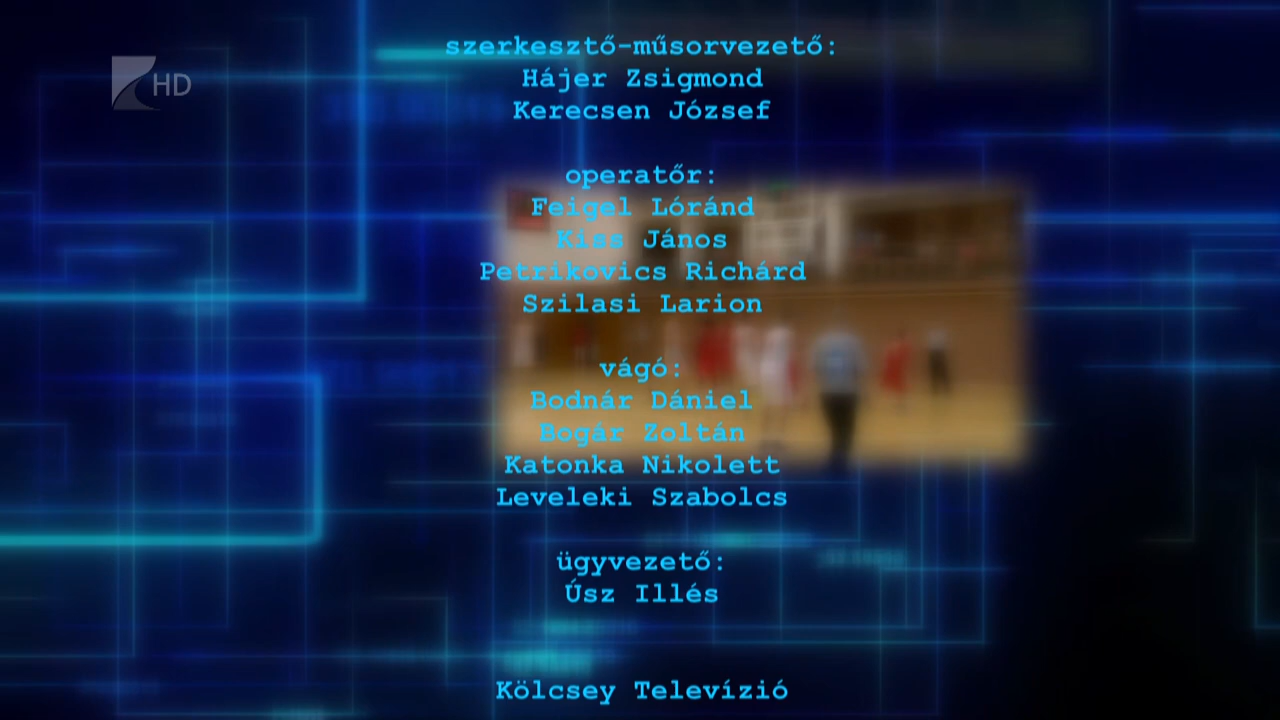 HD
szerkesztő-műsorvezető:
Hájer Zsigmond
Kerecsen József
operatőr:
Feigel Lóránd
Kiss János
Petrikovics Richárd
Szilasi Larion
vágó:
Bodnár Dániel
Bogár Zoltán
Katonka Nikolett
Leveleki Szabolcs
ügyvezető:
Úsz Illés
Kölcsey Televízió